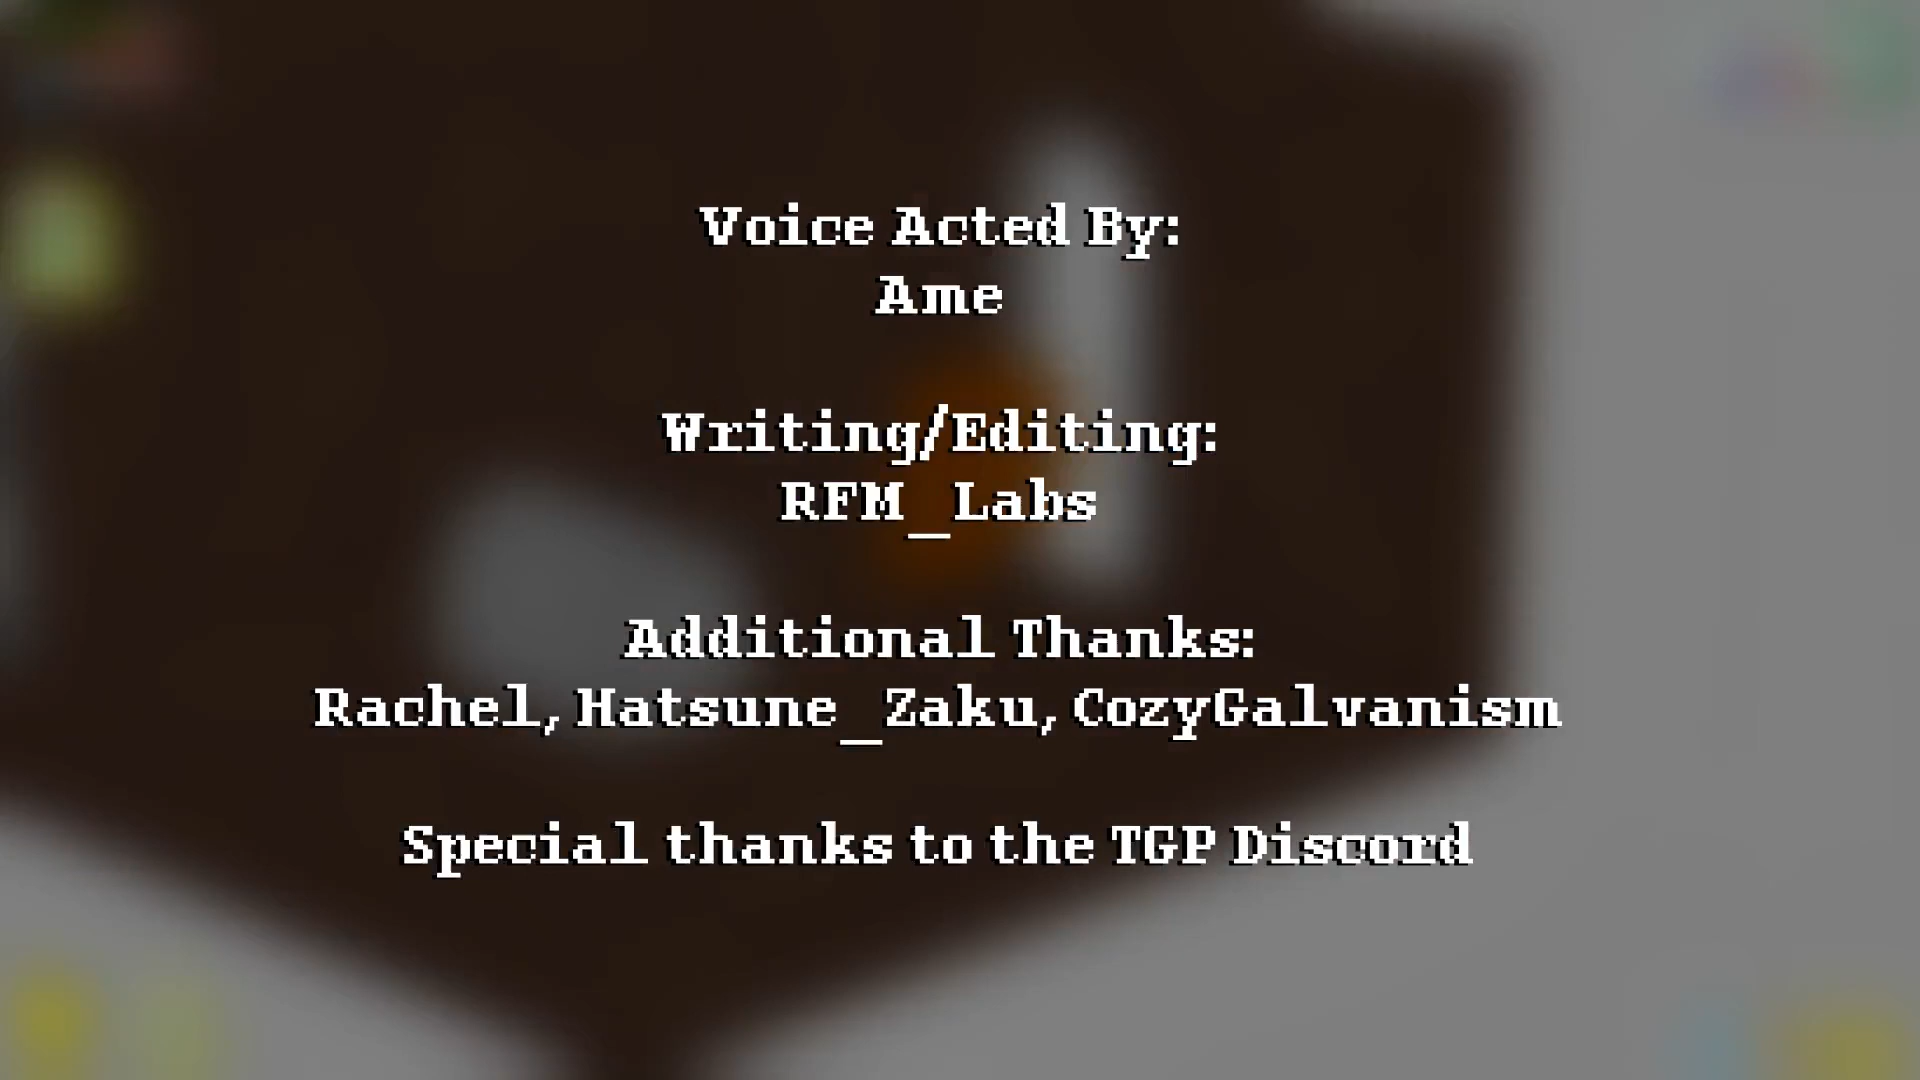 Voice Acted By:
Ame
Writing/Editing:
RFM_Labs
Additional Thanks:
Rachel, Hatsune_Zaku, CozyGalvanism
Special thanks to the TGP Discord